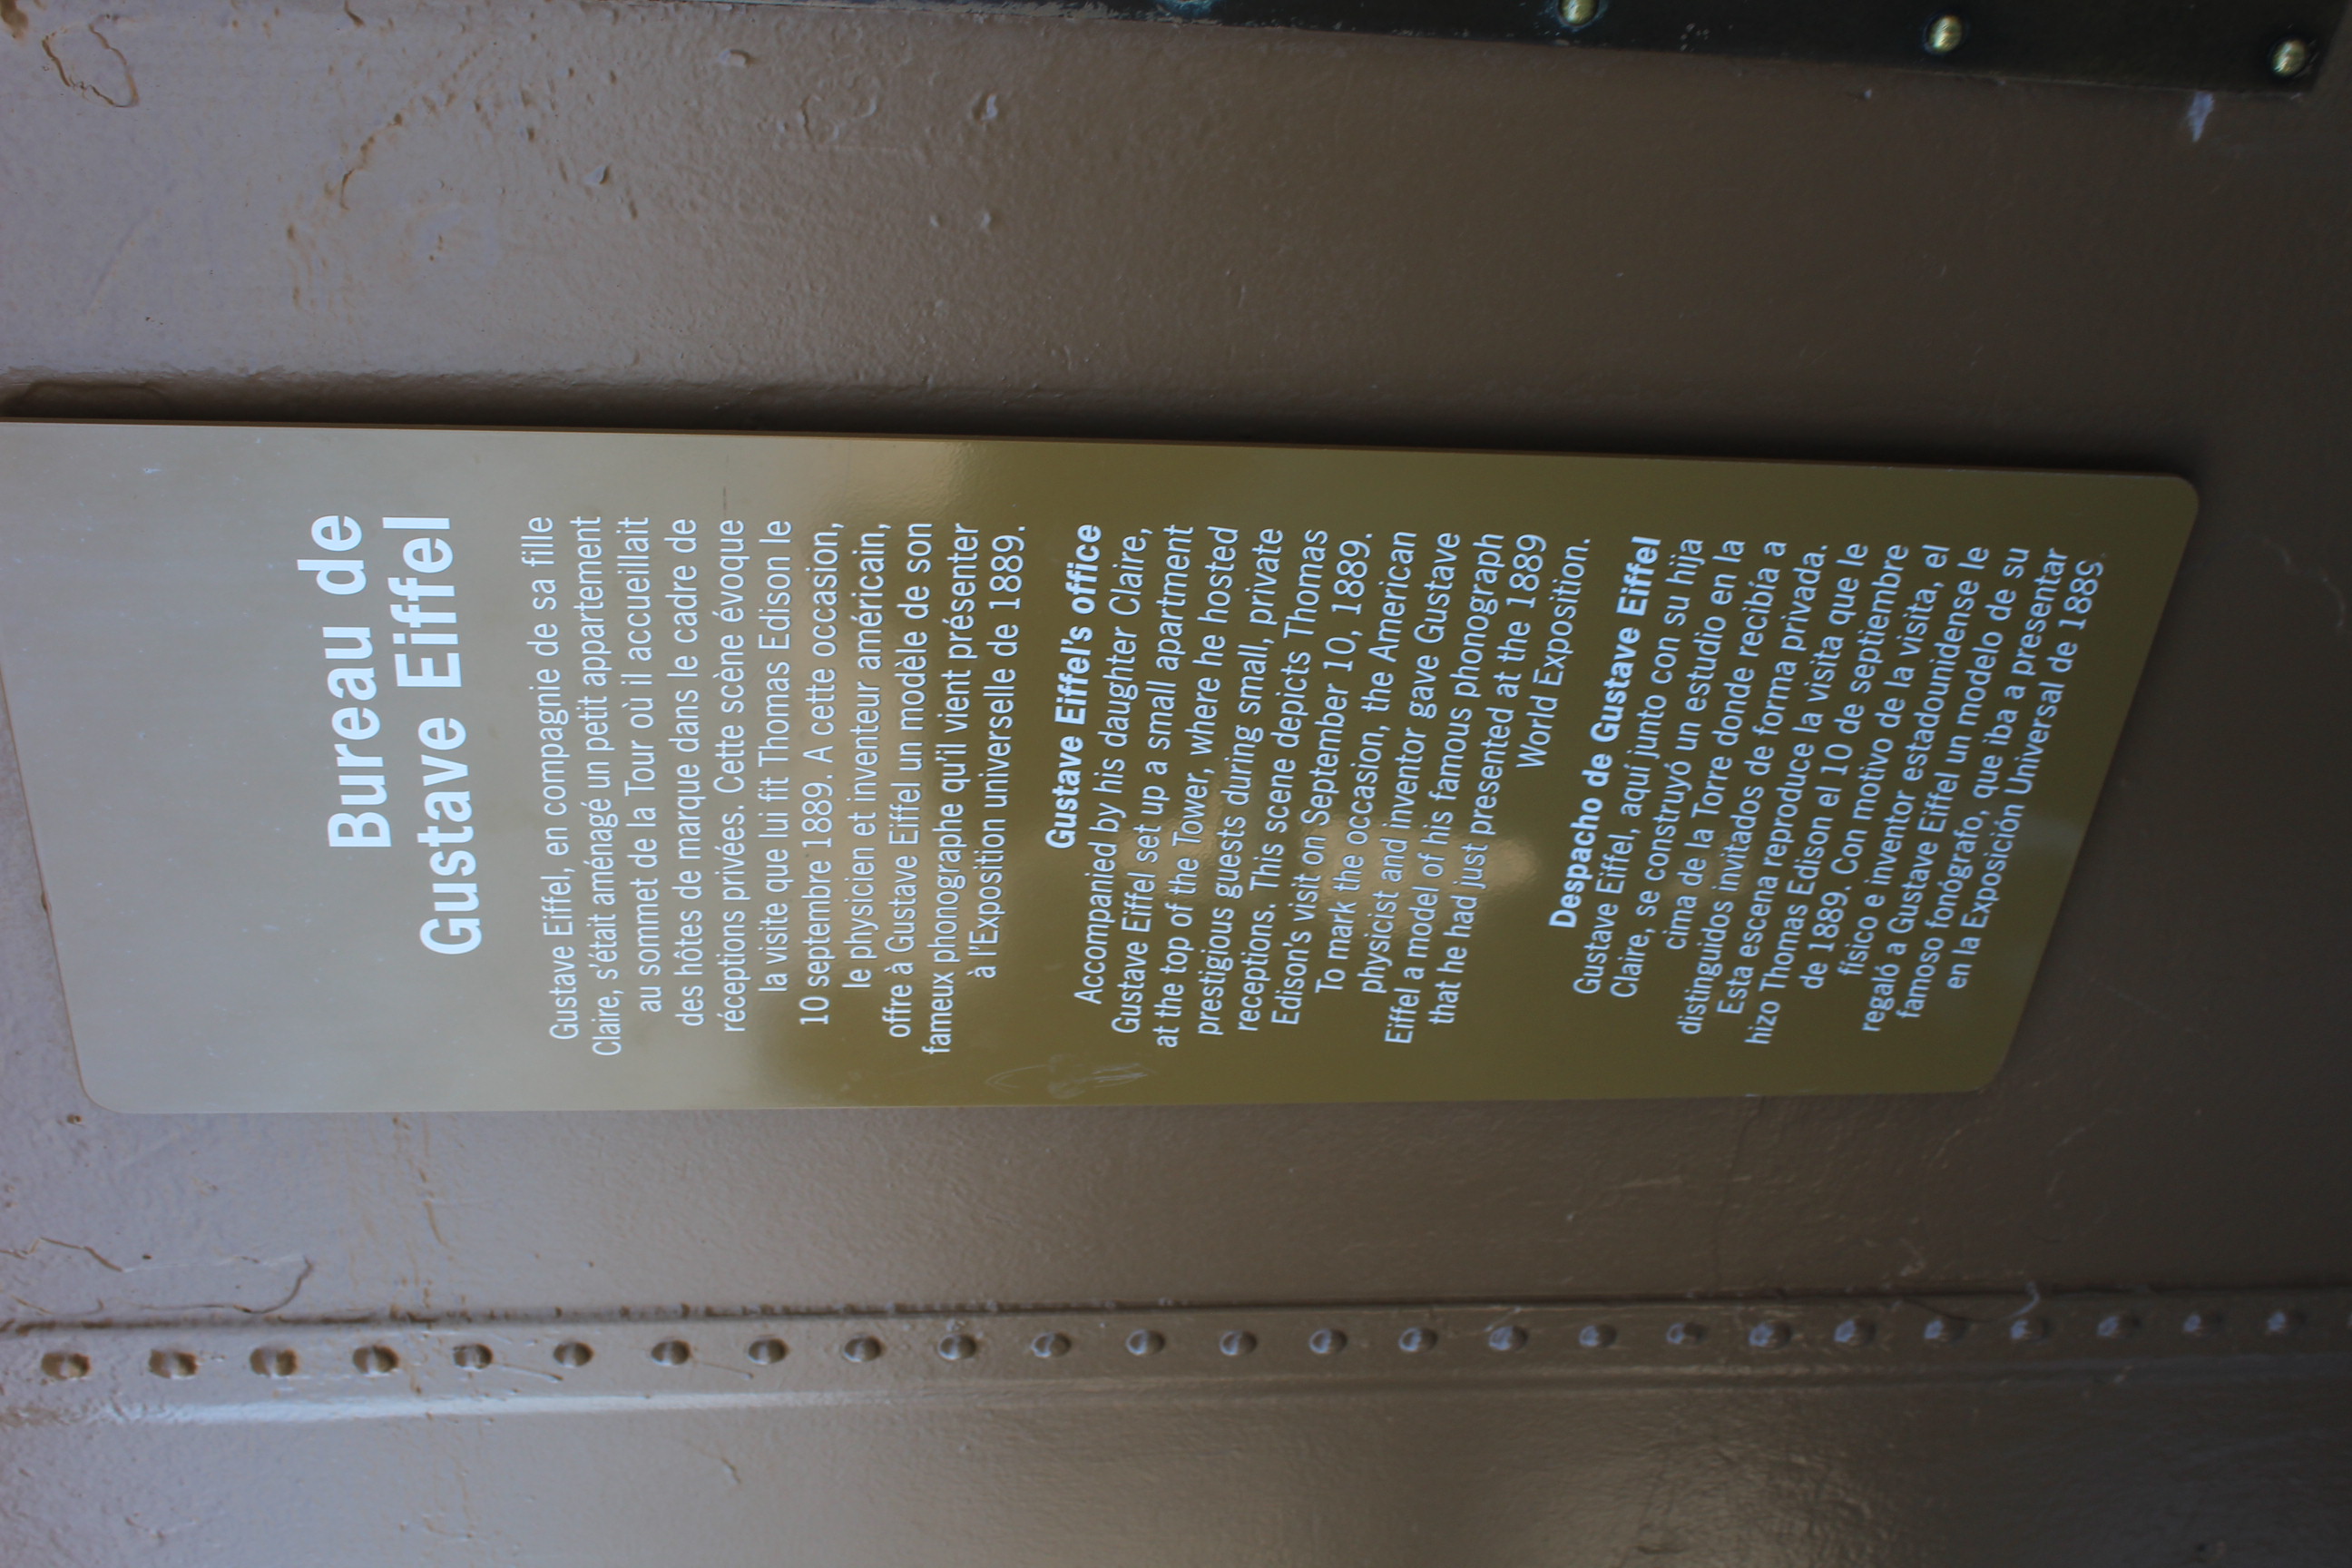 Bureau de
Gustave Eiffel
Gustave Eiffel, en compagnie de sa fille
Claire, s'était aménagé un petit appartement
au sommet de la Tour où il accueillait
des hôtes de marque dans le cadre de
réceptions privées. Cette scène évoque
la visite que lui fit Thomas Edison le
10 septembre 1889. A cette occasion,
le physicien et inventeur américain,
offre à Gustave Eiffel un modèle de son
fameux phonographe qu'il vient présenter
à l'Exposition universelle de 1889.
Gustave Eiffel's office
Accompanied by his daughter Claire,
Gustave Eiffel set up a small apartment
at the top of the Tower, where he hosted
prestigious guests during small, private
receptions. This scene depicts Thomas
Edison's visit on September 10, 1889.
To mark the occasion, the American
physicist and inventor gave Gustave
Eiffel a model of his famous phonograph
that he had just presented at the 1889
World Exposition.
Despacho de Gustave Eiffel
Gustave Eiffel, aquí junto con su hija
Claire, se construyó un estudio en la
cima de la Torre donde recibía a
distinguidos invitados de forma privada.
Esta escena reproduce la visita que le
hizo Thomas Edison el 10 de septiembre
de 1889. Con motivo de la visita, el
físico e inventor estadounidense le
regaló a Gustave Eiffel un modelo de su
famoso fonógrafo, que iba a presentar
en la Exposición Universal de 1889.